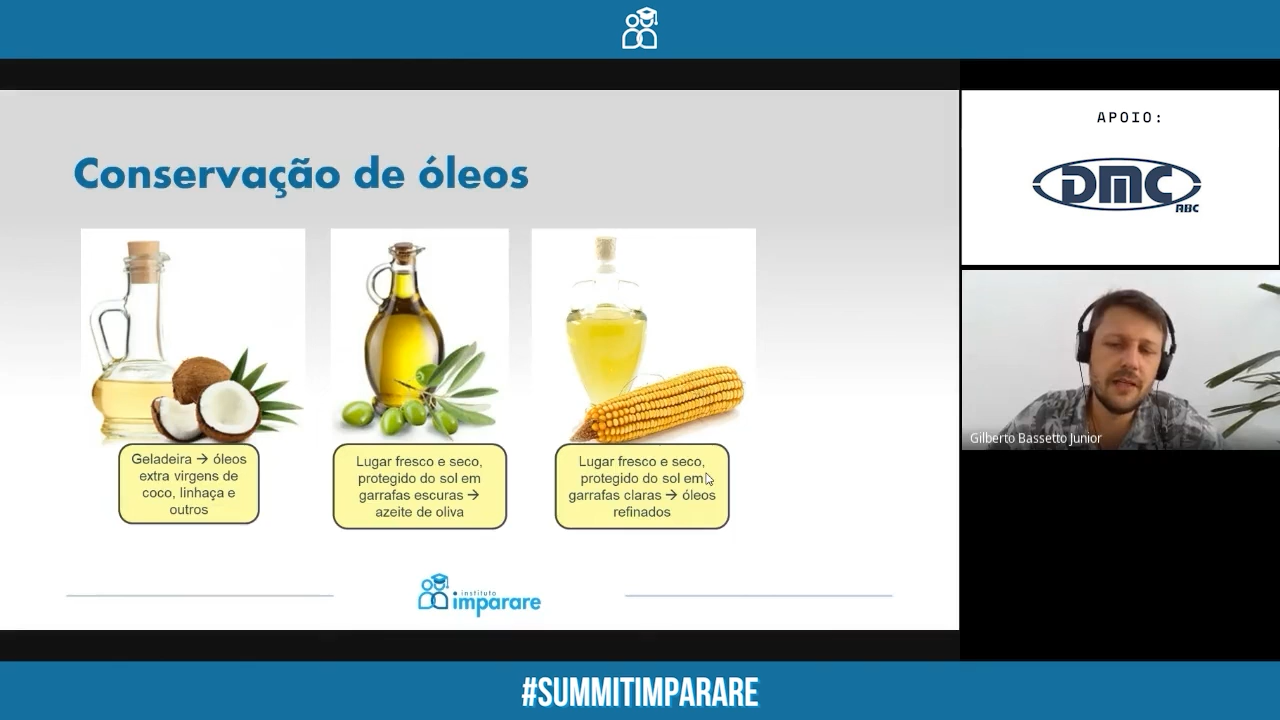 Conservação de óleos
Geladeira → óleos
extra virgens de
coco, linhaça e
outros
Lugar fresco e seco,
protegido do sol em
garrafas escuras →
azeite de oliva
Lugar fresco e seco,
protegido do sol em
garrafas claras → óleos
refinados
instituto
imparare
APOIO:
DMC
ABC
Gilberto Bassetto Junior
#SUMMITIMPARARE